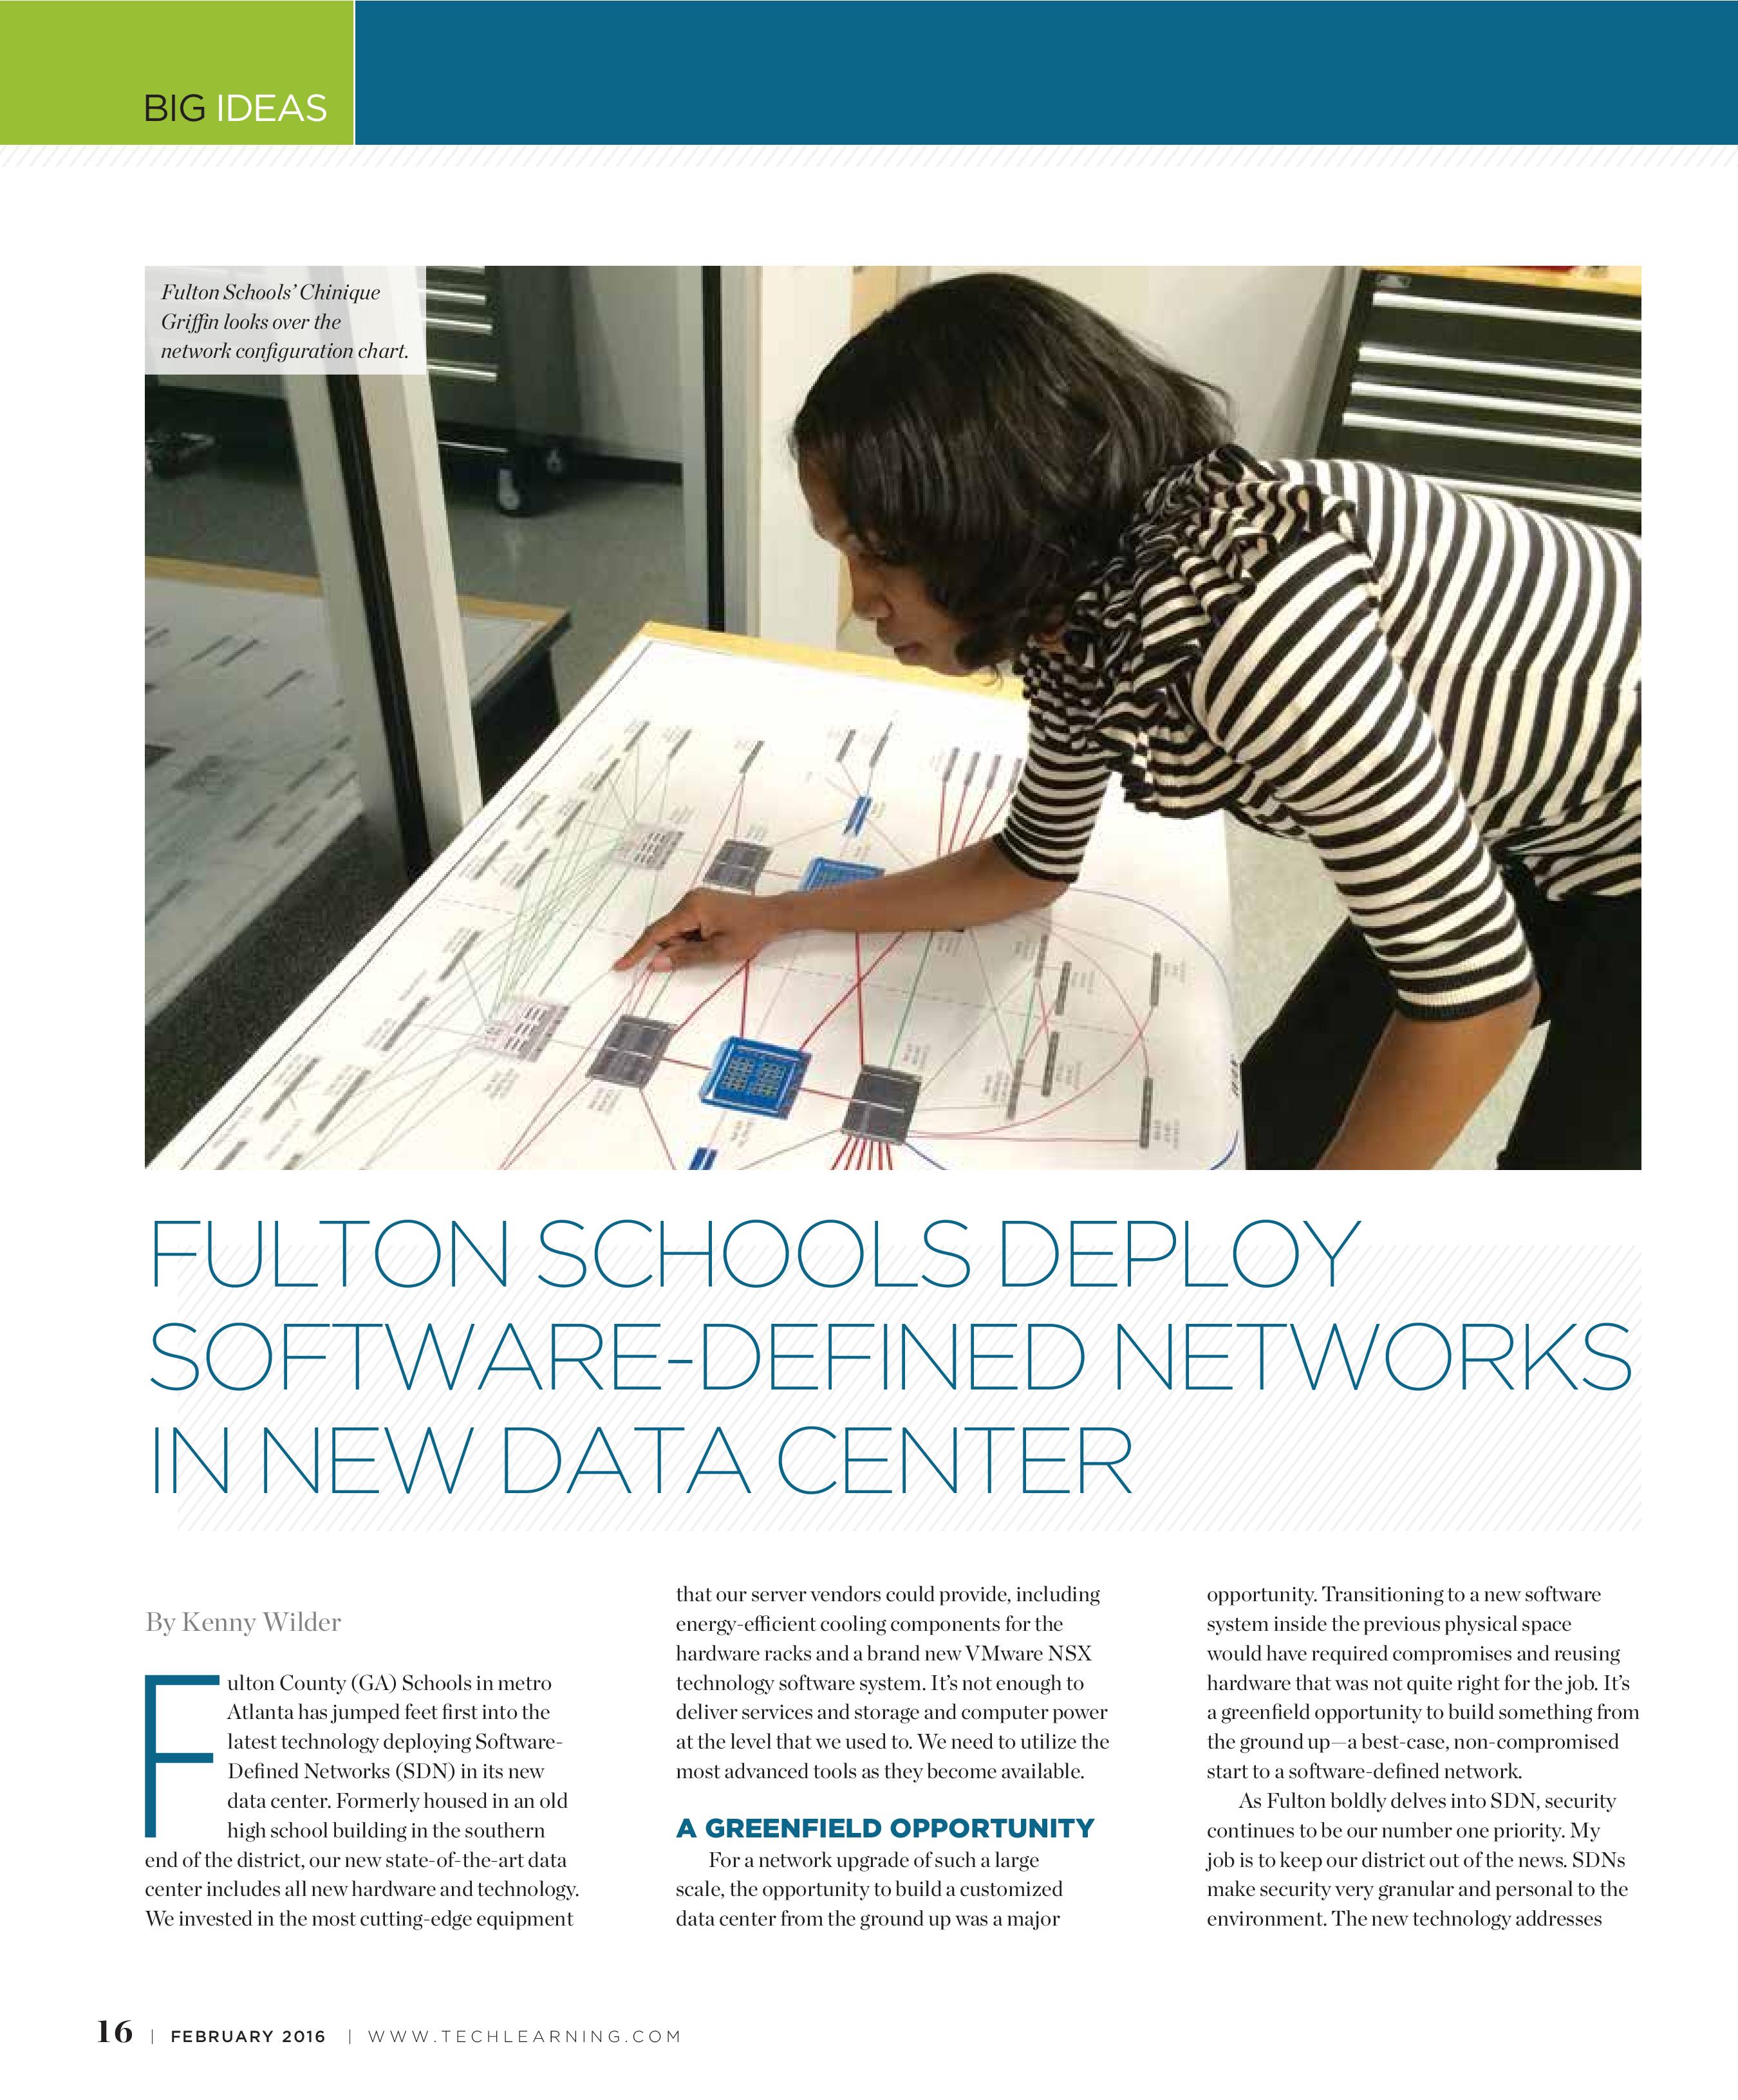 BIG IDEAS
Fulton Schools’ Chinique
Griffin looks over the
network configuration chart.
FULTON SCHOOLS DEPLOY
SOFTWARE-DEFINED NETWORKS
IN NEW DATA CENTER
By Kenny Wilder
Fulton County (GA) Schools in metro
Atlanta has jumped feet first into the
latest technology deploying Software-
Defined Networks (SDN) in its new
data center. Formerly housed in an old
high school building in the southern
end of the district, our new state-of-the-art data
center includes all new hardware and technology.
We invested in the most cutting-edge equipment
that our server vendors could provide, including
energy-efficient cooling components for the
hardware racks and a brand new VMware NSX
technology software system. It’s not enough to
deliver services and storage and computer power
at the level that we used to. We need to utilize the
most advanced tools as they become available.
A GREENFIELD OPPORTUNITY
For a network upgrade of such a large
scale, the opportunity to build a customized
data center from the ground up was a major
opportunity. Transitioning to a new software
system inside the previous physical space
would have required compromises and reusing
hardware that was not quite right for the job. It’s
a greenfield opportunity to build something from
the ground up—a best-case, non-compromised
start to a software-defined network.
As Fulton boldly delves into SDN, security
continues to be our number one priority. My
job is to keep our district out of the news. SDNs
make security very granular and personal to the
environment. The new technology addresses
16 | FEBRUARY 2016 | WWW.TECHLEARNING.COM